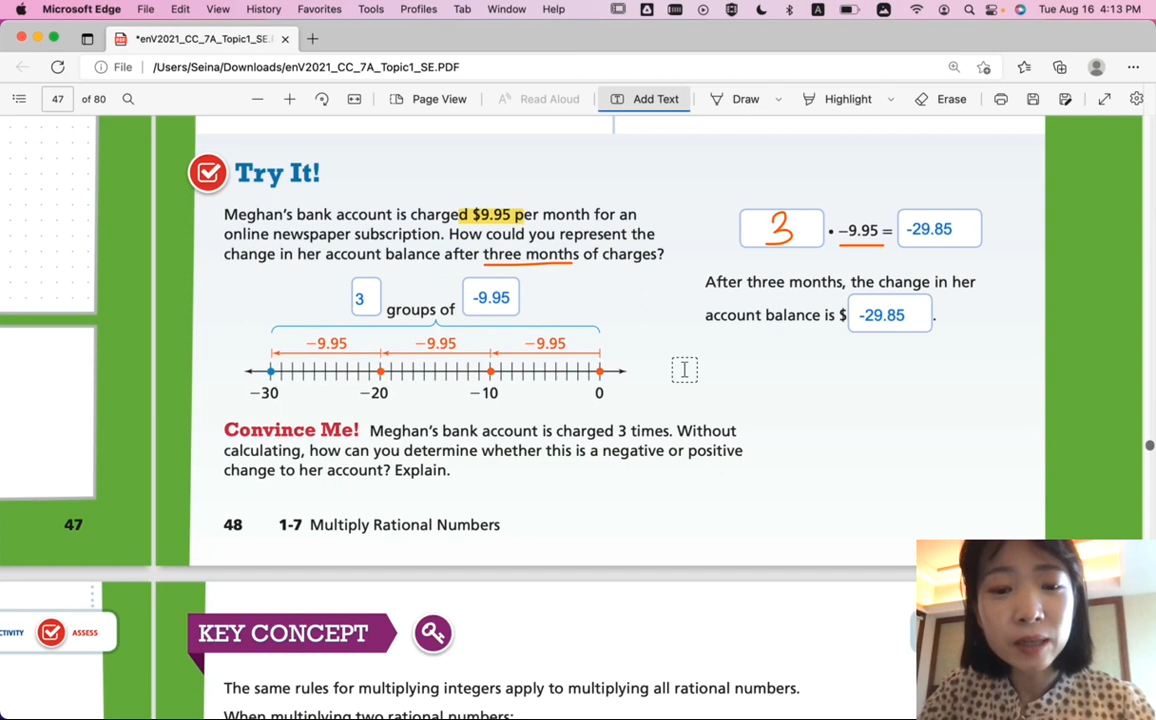 Microsoft Edge File Edit View History Favorites Tools Profiles Tab Window Help A Tue Aug 16 4:13 PM
*enV2021_CC_7A_Topic1_SE.
File /Users/Seina/Downloads/enV2021_CC_7A_Topic1_SE.PDF
47 of 80 Page View Read Aloud Add Text Draw Highlight Erase
Try It!
Meghan's bank account is charged $9.95 per month for an
online newspaper subscription. How could you represent the
change in her account balance after three months of charges?
3 groups of -9.95
−9.95 −9.95 −9.95
−30 −20 −10 0
3 • −9.95 = -29.85
After three months, the change in her
account balance is $ -29.85 .
Convince Me! Meghan's bank account is charged 3 times. Without
calculating, how can you determine whether this is a negative or positive
change to her account? Explain.
47
48 1-7 Multiply Rational Numbers
CTIVITY ASSESS
KEY CONCEPT
The same rules for multiplying integers apply to multiplying all rational numbers.
When multiplying two rational numbers: